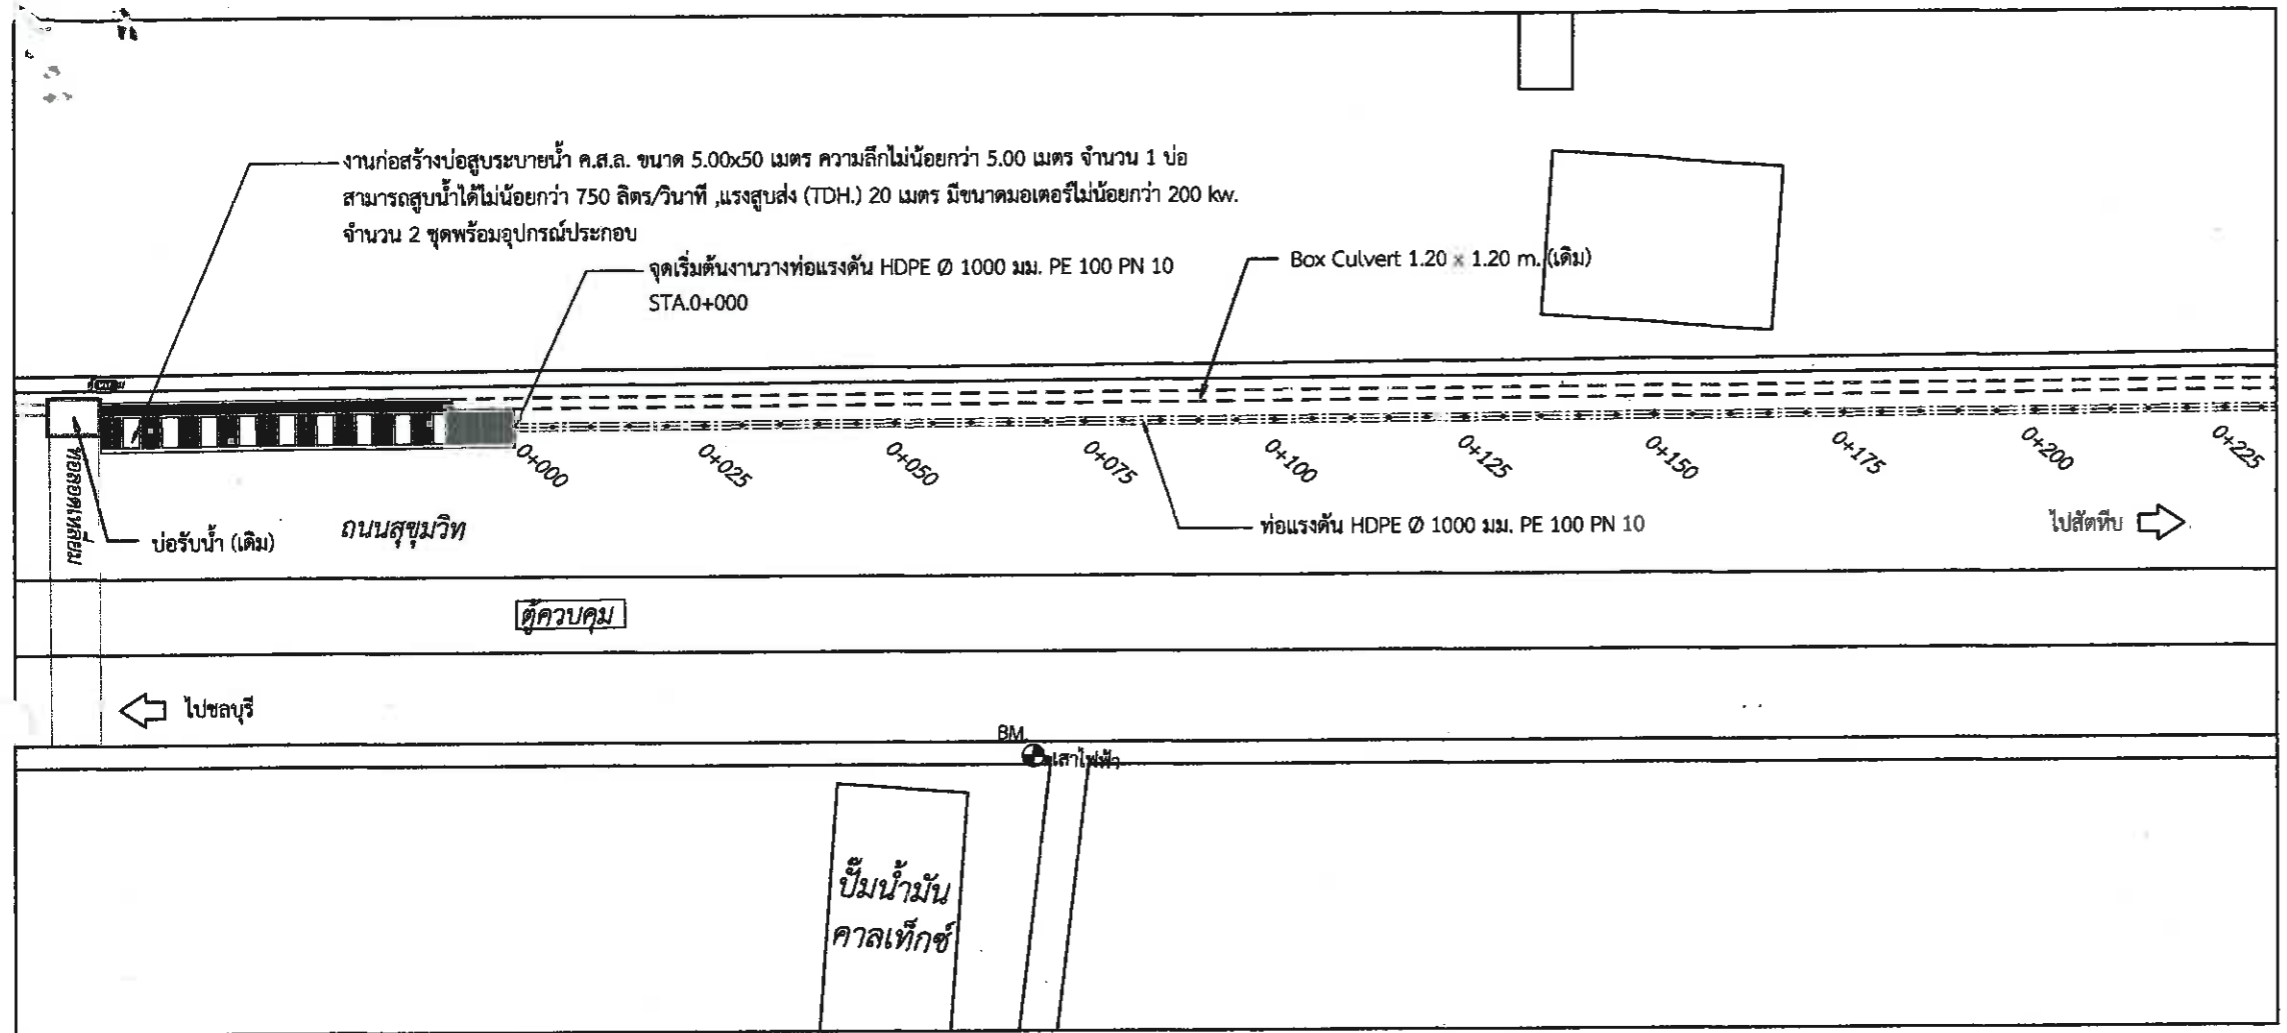 งานก่อสร้างบ่อสูบระบายน้ำ ค.ส.ล. ขนาด 5.00x50 เมตร ความลึกไม่น้อยกว่า 5.00 เมตร จำนวน 1 บ่อ
สามารถสูบน้ำได้ไม่น้อยกว่า 750 ลิตร/วินาที ,แรงสูบส่ง (TDH.) 20 เมตร มีขนาดมอเตอร์ไม่น้อยกว่า 200 kw.
จำนวน 2 ชุดพร้อมอุปกรณ์ประกอบ
จุดเริ่มต้นงานวางท่อแรงดัน HDPE Ø 1000 มม. PE 100 PN 10
STA.0+000
Box Culvert 1.20 x 1.20 m. (เดิม)
0+000
0+025
0+050
0+075
0+100
0+125
0+150
0+175
0+200
0+225
ท่อลอดเหลี่ยม
บ่อรับน้ำ (เดิม)
ถนนสุขุมวิท
ท่อแรงดัน HDPE Ø 1000 มม. PE 100 PN 10
ไปสัตหีบ
ตู้ควบคุม
ไปชลบุรี
BM.
เสาไฟฟ้า
ปั๊มน้ำมัน
คาลเท็กซ์